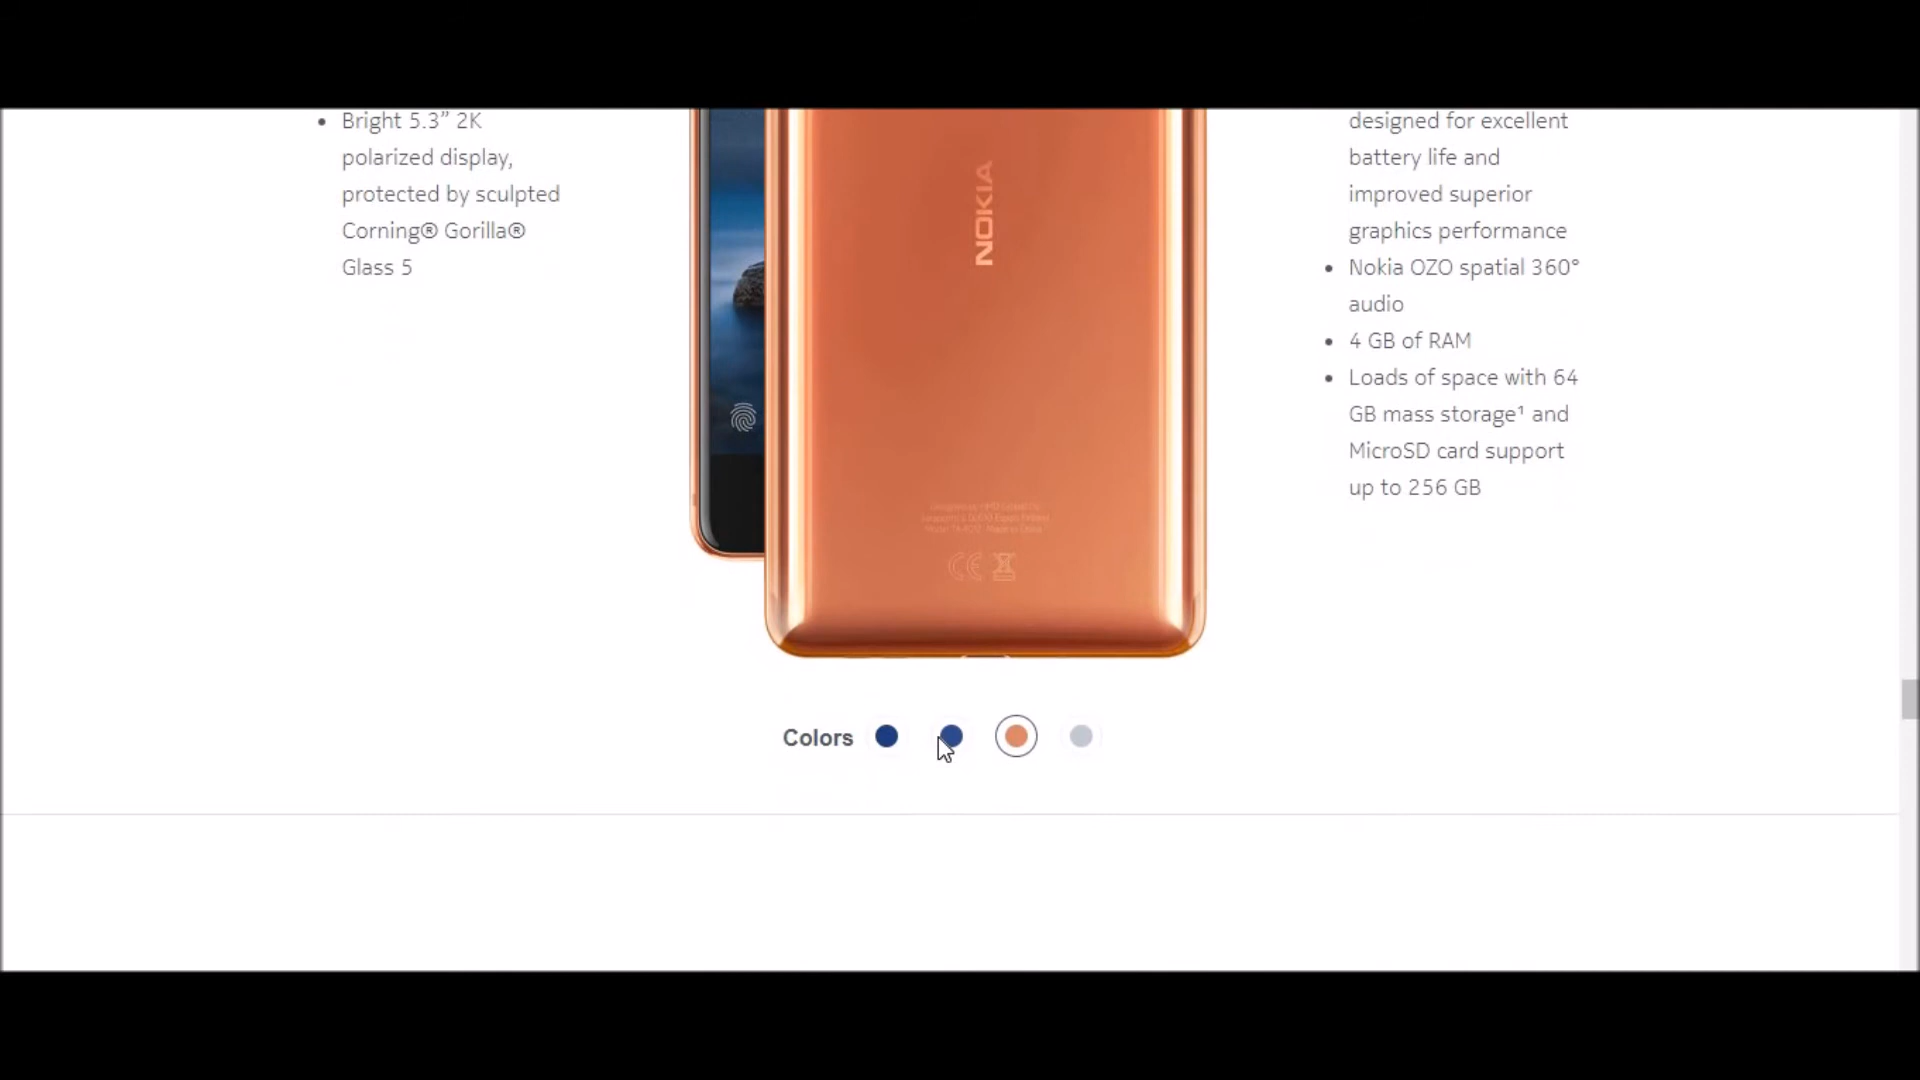 Bright 5.3” 2K
polarized display,
protected by sculpted
Corning® Gorilla®
Glass 5
NOKIA
designed for excellent
battery life and
improved superior
graphics performance
Nokia OZO spatial 360°
audio
4 GB of RAM
Loads of space with 64
GB mass storage¹ and
MicroSD card support
up to 256 GB
CE
Colors